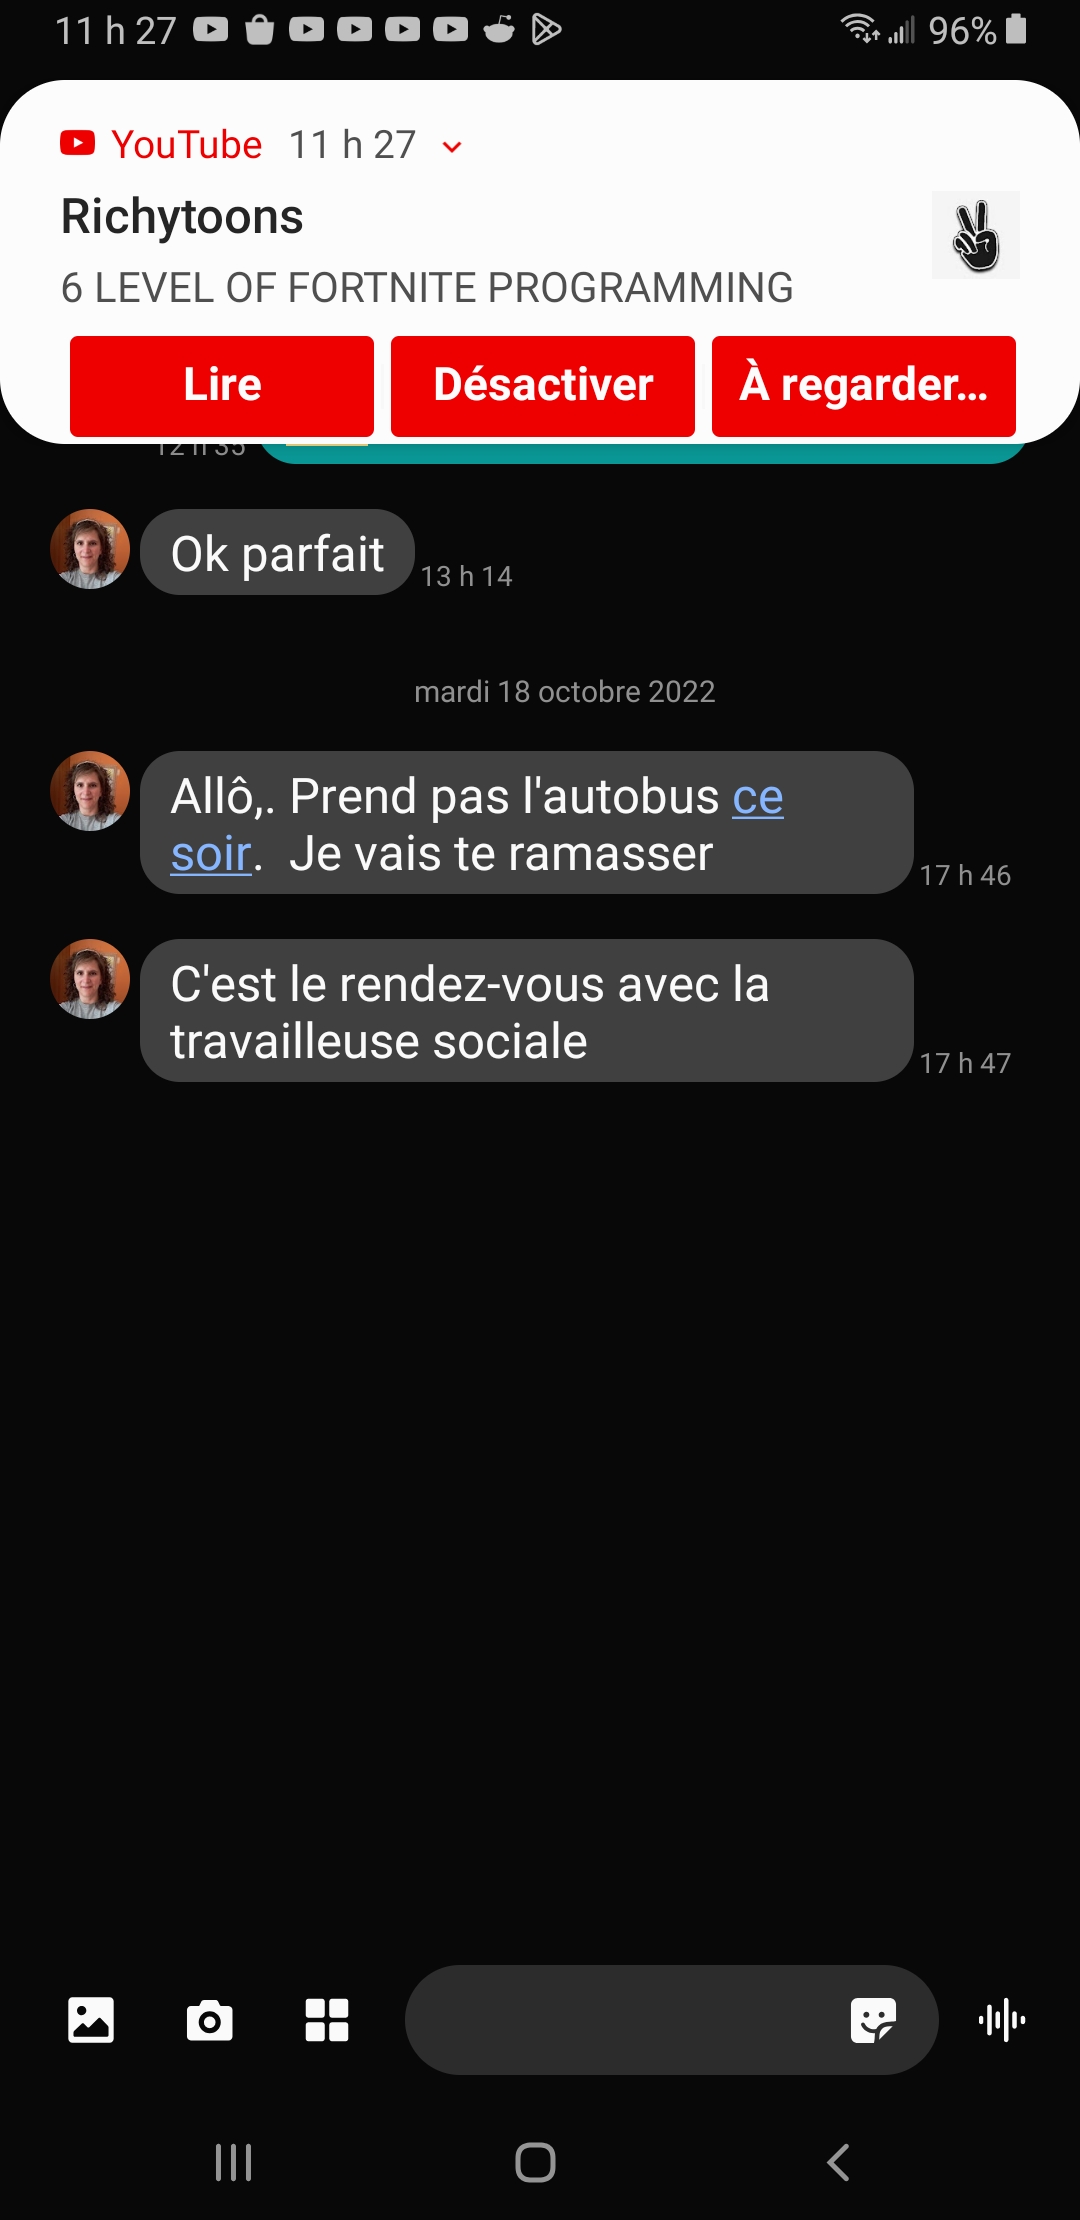 11 h 27
96%
YouTube 11 h 27
Richytoons
6 LEVEL OF FORTNITE PROGRAMMING
Lire Désactiver À regarder…
12 h 35
Ok parfait
13 h 14
mardi 18 octobre 2022
Allô,. Prend pas l'autobus ce
soir.  Je vais te ramasser
17 h 46
C'est le rendez-vous avec la
travailleuse sociale
17 h 47